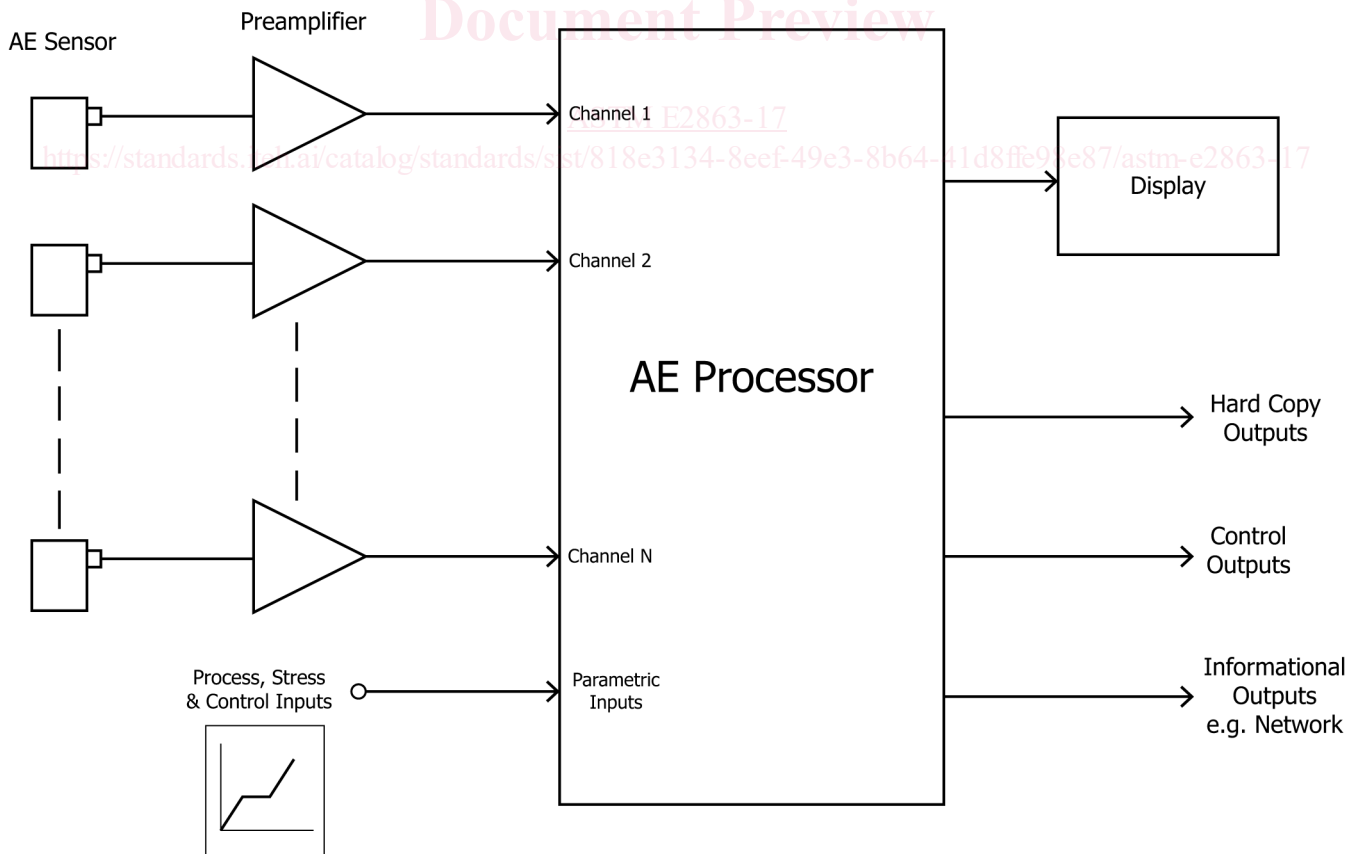 Document Preview
Preamplifier
AE Sensor
Channel 1
ASTM E2863-17
https://standards.iteh.ai/catalog/standards/sist/818e3134-8eef-49e3-8b64-41d8ffe98e87/astm-e2863-17
Display
Channel 2
AE Processor
Hard Copy
Outputs
Channel N
Control
Outputs
Process, Stress
& Control Inputs
Parametric
Inputs
Informational
Outputs
e.g. Network